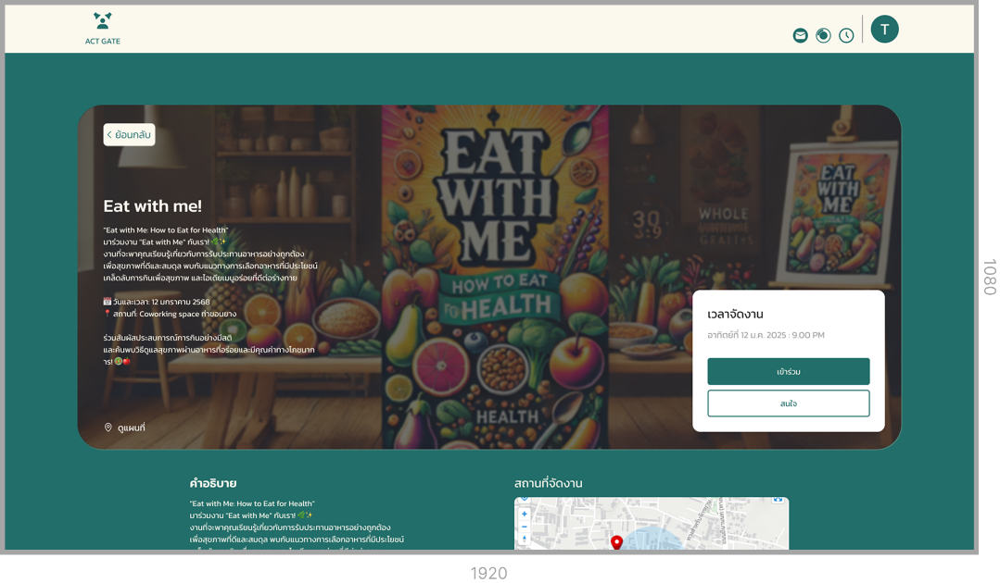 ACT GATE
T
ย้อนกลับ
EAT
WITH
ME
HOW TO EAT
HEALTH
HEALTH
30
WHOLE
EAT
WITH
ME
Eat with me!
"Eat with Me: How to Eat for Health"
มาร่วมงาน "Eat with Me" กับเรา! 🌿✨
งานที่จะพาคุณเรียนรู้เกี่ยวกับการรับประทานอาหารอย่างถูกต้อง
เพื่อสุขภาพที่ดีและสมดุล พบกับแนวทางการเลือกอาหารที่มีประโยชน์
เคล็ดลับการกินเพื่อสุขภาพ และไอเดียเมนูอร่อยที่ดีต่อร่างกาย
📅 วันและเวลา: 12 มกราคม 2568
📍 สถานที่: Coworking space ท่าขอนยาง
ร่วมสัมผัสประสบการณ์การกินอย่างมีสติ
และค้นพบวิธีดูแลสุขภาพผ่านอาหารที่อร่อยและมีคุณค่าทางโภชนาก
าร! 🥗🍎
ดูแผนที่
เวลาจัดงาน
อาทิตย์ที่ 12 ม.ค. 2025 : 9.00 PM
เข้าร่วม
สนใจ
คำอธิบาย
"Eat with Me: How to Eat for Health"
มาร่วมงาน "Eat with Me" กับเรา! 🌿✨
งานที่จะพาคุณเรียนรู้เกี่ยวกับการรับประทานอาหารอย่างถูกต้อง
เพื่อสุขภาพที่ดีและสมดุล พบกับแนวทางการเลือกอาหารที่มีประโยชน์
สถานที่จัดงาน
+
−
1080
1920